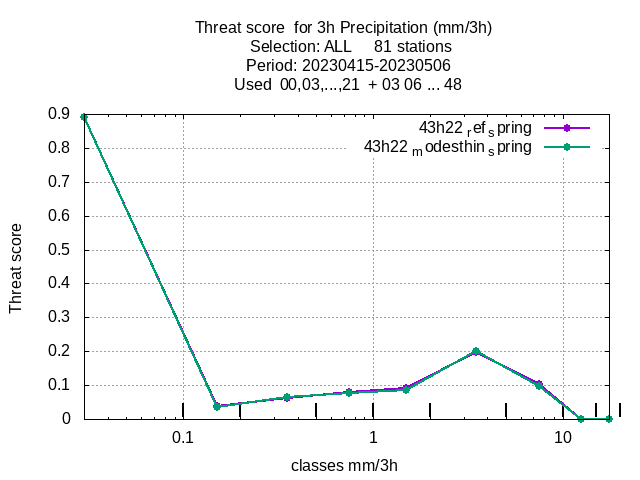 Threat score  for 3h Precipitation (mm/3h)
Selection: ALL     81 stations
Period: 20230415-20230506
Used  00,03,...,21  + 03 06 ... 48
43h22 ref spring
43h22 modesthin spring
0.9
0.8
0.7
0.6
0.5
0.4
0.3
0.2
0.1
0
Threat score
0.1 1 10
classes mm/3h